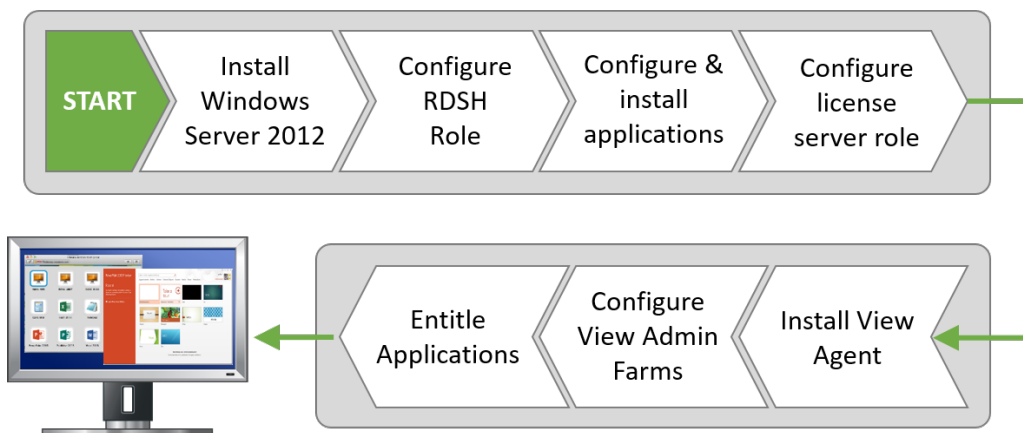 START
Install
Windows
Server 2012
Configure
RDSH
Role
Configure &
install
applications
Configure
license
server role
Install View
Agent
Configure
View Admin
Farms
Entitle
Applications